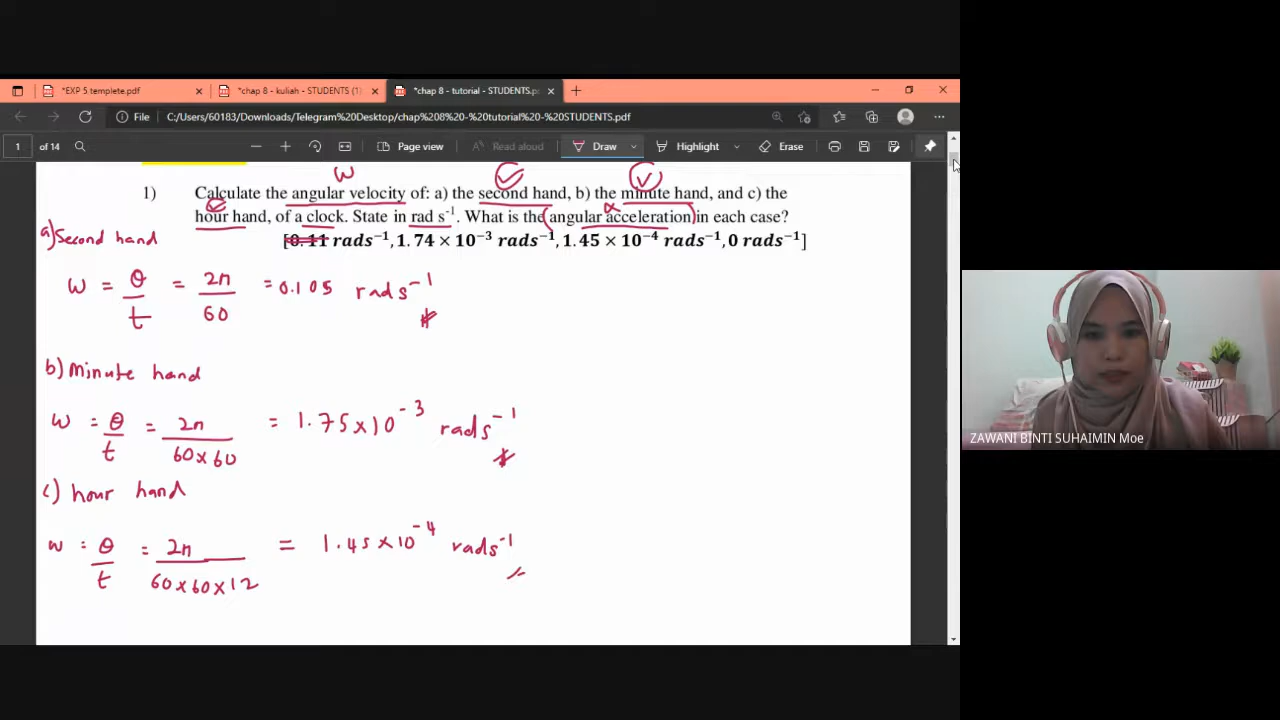 *EXP 5 templete.pdf
*chap 8 - kuliah - STUDENTS (1)
*chap 8 - tutorial - STUDENTS.pd
File
C:/Users/60183/Downloads/Telegram%20Desktop/chap%208%20-%20tutorial%20-%20STUDENTS.pdf
1 of 14
Page view
Read aloud
Draw
Highlight
Erase
w
1) Calculate the angular velocity of: a) the second hand, b) the minute hand, and c) the
α
hour hand, of a clock. State in rad s⁻¹. What is the (angular acceleration) in each case?
[0.11 rads⁻¹, 1.74 × 10⁻³ rads⁻¹, 1.45 × 10⁻⁴ rads⁻¹, 0 rads⁻¹]
a) Second hand
w = θ/t = 2π/60 = 0.105 rads⁻¹
b) Minute hand
w = θ/t = 2π/60×60 = 1.75×10⁻³ rads⁻¹
c) hour hand
w = θ/t = 2π/60×60×12 = 1.45×10⁻⁴ rads⁻¹
ZAWANI BINTI SUHAIMIN Moe